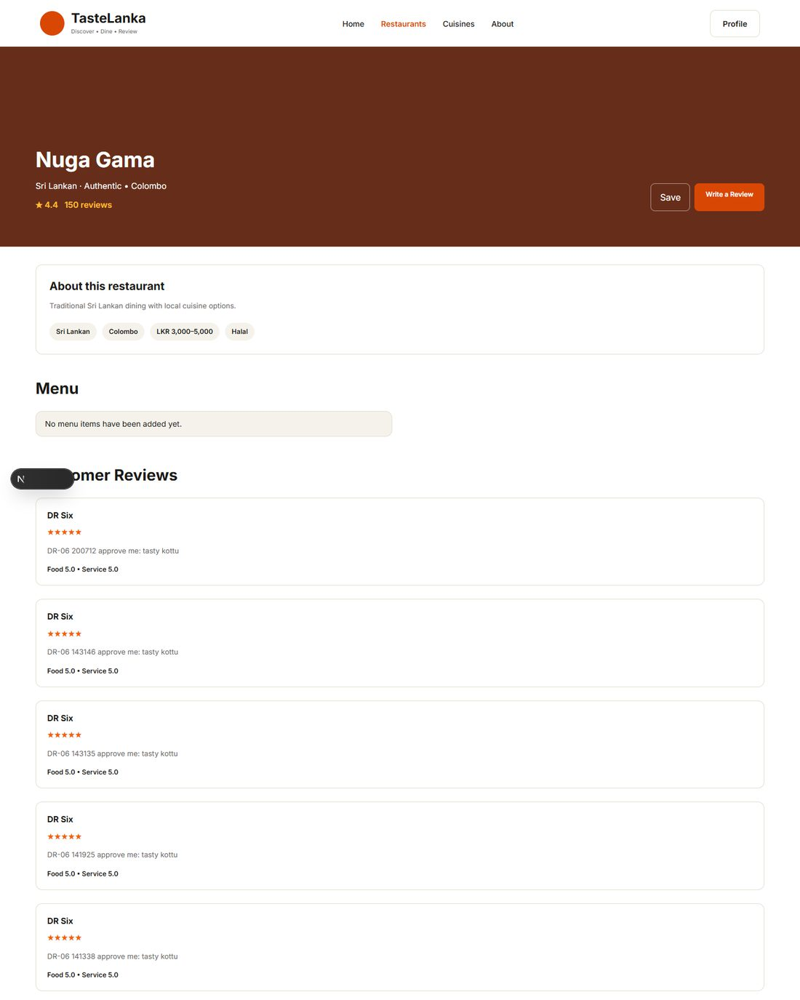 TasteLanka
Discover • Dine • Review
Home
Restaurants
Cuisines
About
Profile
Nuga Gama
Sri Lankan · Authentic • Colombo
★ 4.4 150 reviews
Save
Write a Review
About this restaurant
Traditional Sri Lankan dining with local cuisine options.
Sri Lankan
Colombo
LKR 3,000–5,000
Halal
Menu
No menu items have been added yet.
N
omer Reviews
DR Six
★★★★★
DR-06 200712 approve me: tasty kottu
Food 5.0 • Service 5.0
DR Six
★★★★★
DR-06 143146 approve me: tasty kottu
Food 5.0 • Service 5.0
DR Six
★★★★★
DR-06 143135 approve me: tasty kottu
Food 5.0 • Service 5.0
DR Six
★★★★★
DR-06 141925 approve me: tasty kottu
Food 5.0 • Service 5.0
DR Six
★★★★★
DR-06 141338 approve me: tasty kottu
Food 5.0 • Service 5.0